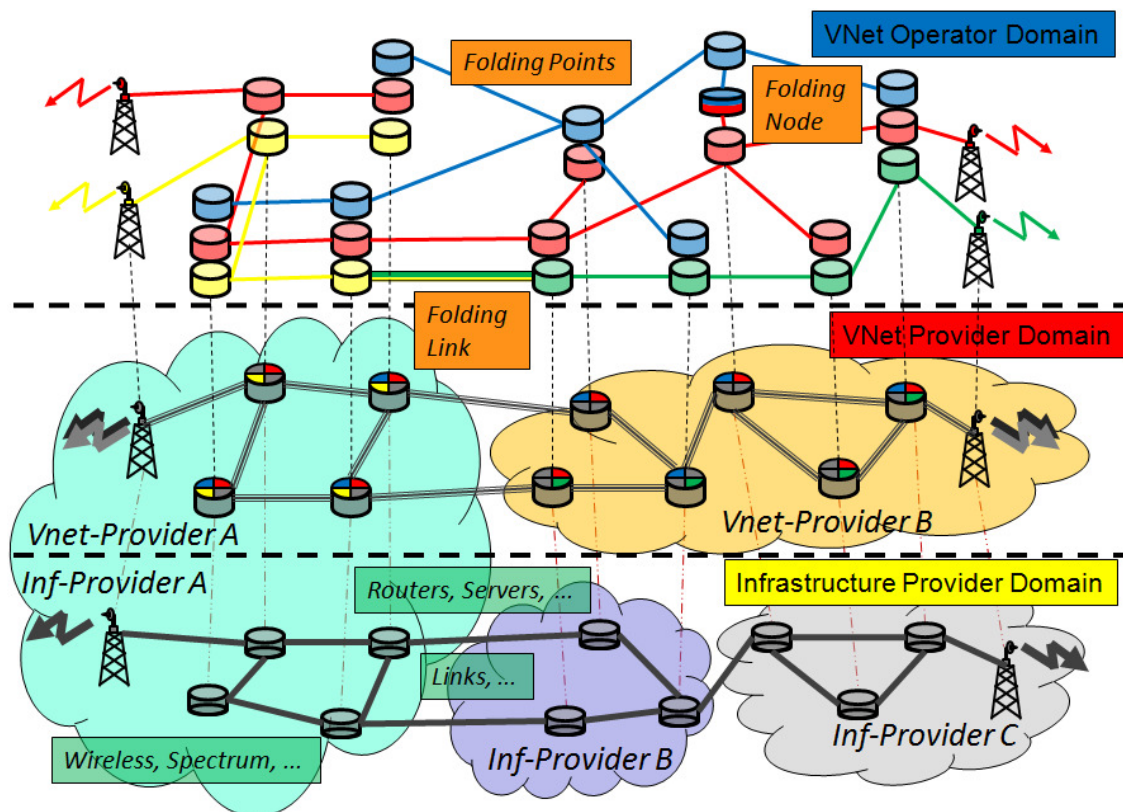 VNet Operator Domain
Folding Points
Folding
Node
Folding
Link
VNet Provider Domain
Vnet-Provider A
Vnet-Provider B
Inf-Provider A
Routers, Servers, ...
Infrastructure Provider Domain
Links, ...
Wireless, Spectrum, ...
Inf-Provider B
Inf-Provider C